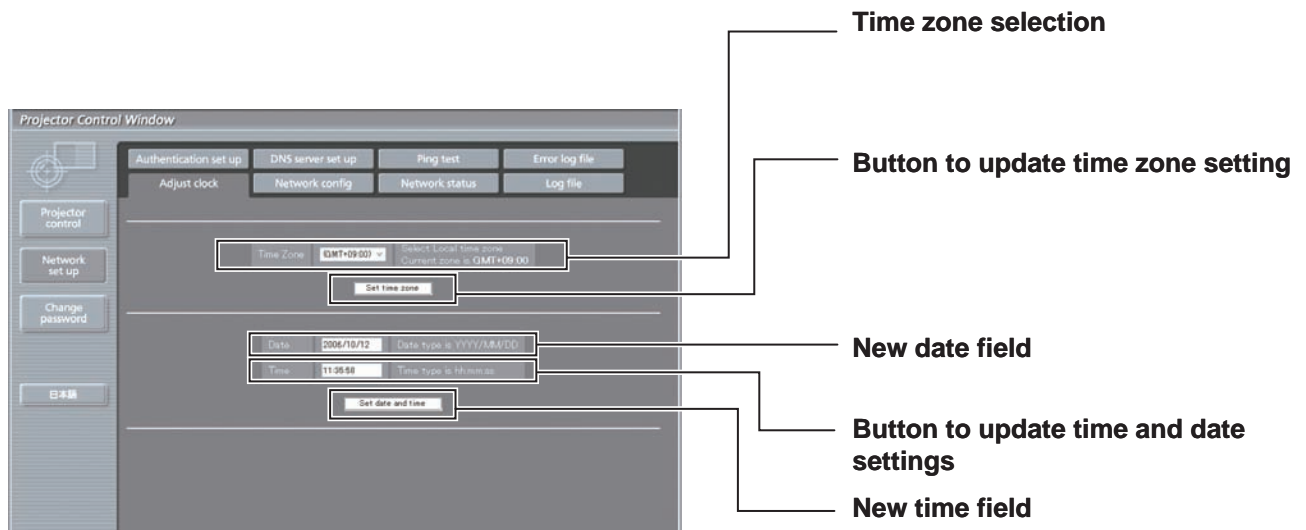 Time zone selection
Projector Control Window
Authentication set up DNS server set up Ping test Error log file
Button to update time zone setting
Adjust clock Network config Network status Log file
Projector
control
Time Zone (GMT+09:00) Select Local time zone
Current zone is GMT+09:00
Network
set up
Set time zone
Change
password
Date 2006/10/12 Date type is YYYY/MM/DD
New date field
Time 11:35:58 Time type is hh:mm:ss
日本語
Set date and time
Button to update time and date
settings
New time field